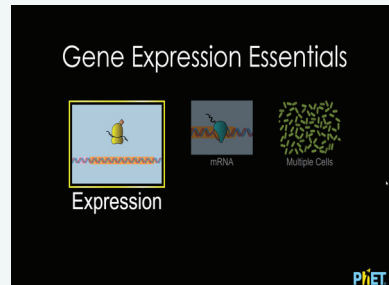 Gene Expression Essentials
mRNA
Multiple Cells
Expression
PhET